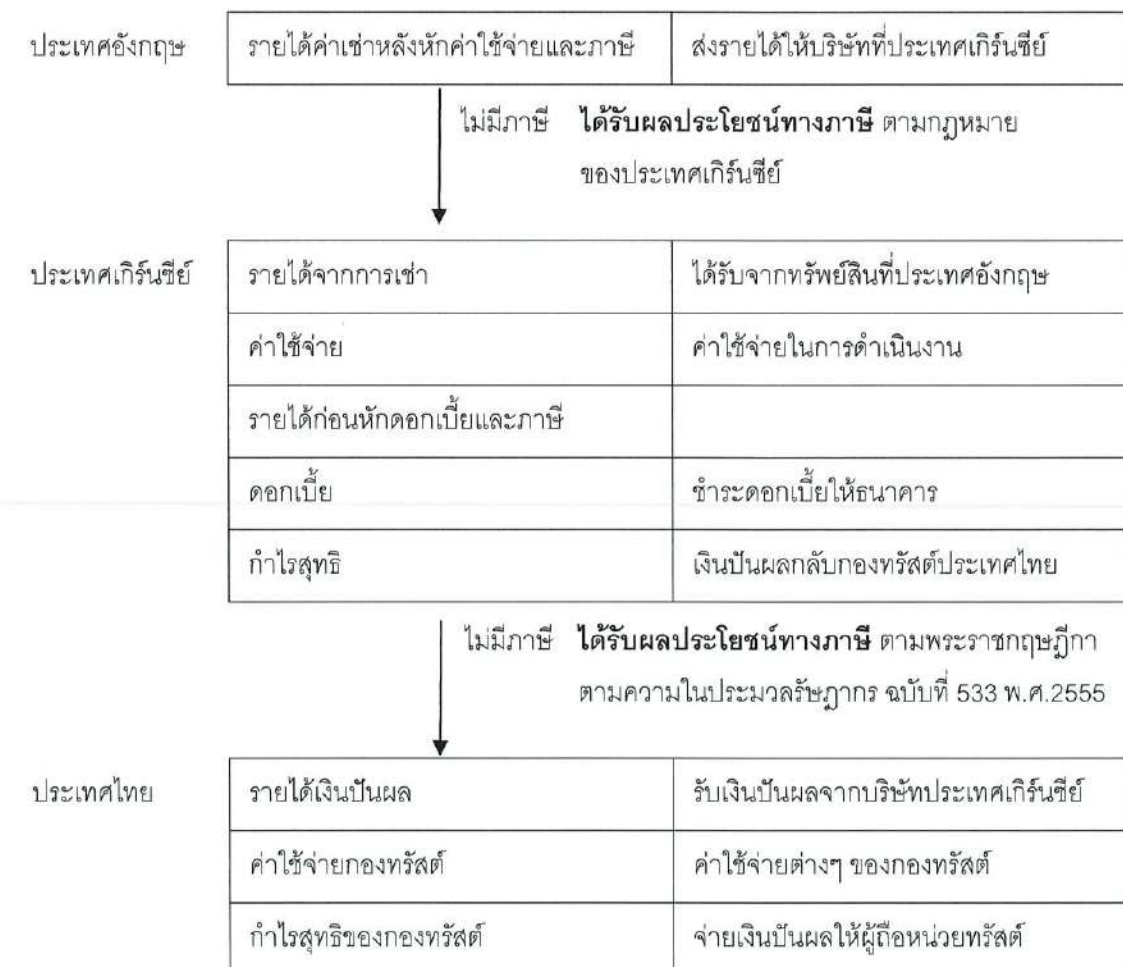 ประเทศอังกฤษ รายได้ค่าเช่าหลังหักค่าใช้จ่ายและภาษี ส่งรายได้ให้บริษัทที่ประเทศเกิร์นซีย์
ไม่มีภาษี ได้รับผลประโยชน์ทางภาษี ตามกฎหมาย
ของประเทศเกิร์นซีย์
ประเทศเกิร์นซีย์ รายได้จากการเช่า ได้รับจากทรัพย์สินที่ประเทศอังกฤษ
ค่าใช้จ่าย ค่าใช้จ่ายในการดำเนินงาน
รายได้ก่อนหักดอกเบี้ยและภาษี
ดอกเบี้ย ชำระดอกเบี้ยให้ธนาคาร
กำไรสุทธิ เงินปันผลกลับกองทรัสต์ประเทศไทย
ไม่มีภาษี ได้รับผลประโยชน์ทางภาษี ตามพระราชกฤษฎีกา
ตามความในประมวลรัษฎากร ฉบับที่ 533 พ.ศ.2555
ประเทศไทย รายได้เงินปันผล รับเงินปันผลจากบริษัทประเทศเกิร์นซีย์
ค่าใช้จ่ายกองทรัสต์ ค่าใช้จ่ายต่างๆ ของกองทรัสต์
กำไรสุทธิของกองทรัสต์ จ่ายเงินปันผลให้ผู้ถือหน่วยทรัสต์